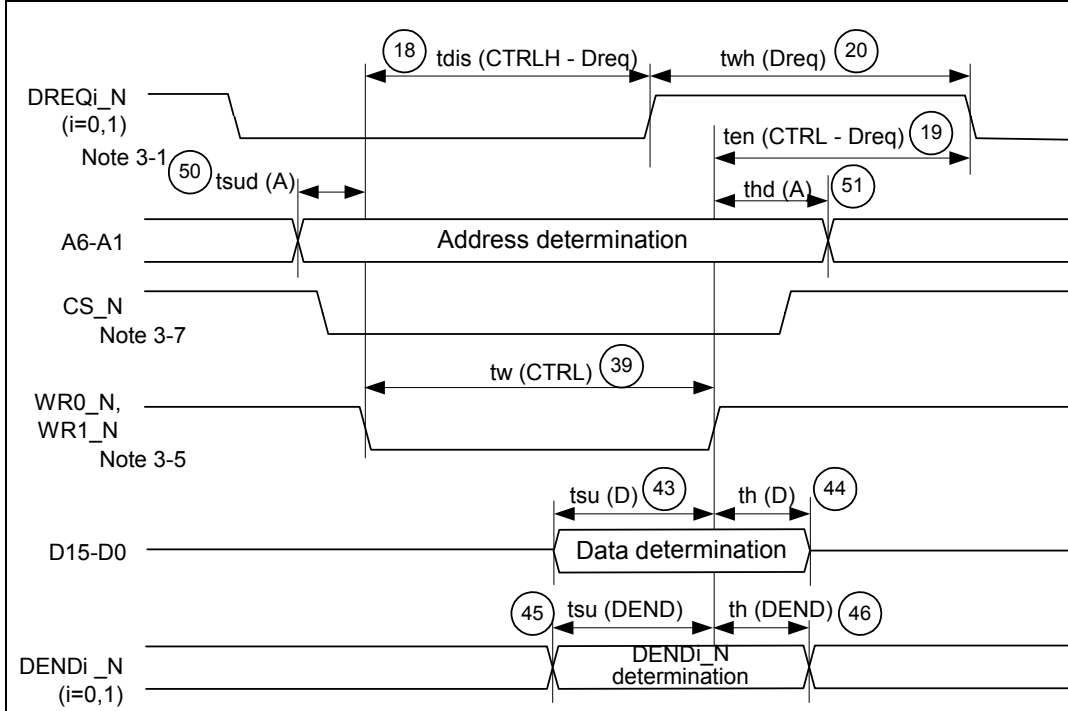 18 tdis (CTRLH - Dreq) twh (Dreq) 20
DREQi_N
(i=0,1)
ten (CTRL - Dreq) 19
Note 3-1
50 tsud (A) thd (A) 51
A6-A1 Address determination
CS_N
Note 3-7
tw (CTRL) 39
WR0_N,
WR1_N
Note 3-5
tsu (D) 43 th (D) 44
D15-D0 Data determination
45 tsu (DEND) th (DEND) 46
DENDi _N
(i=0,1)
DENDi_N
determination